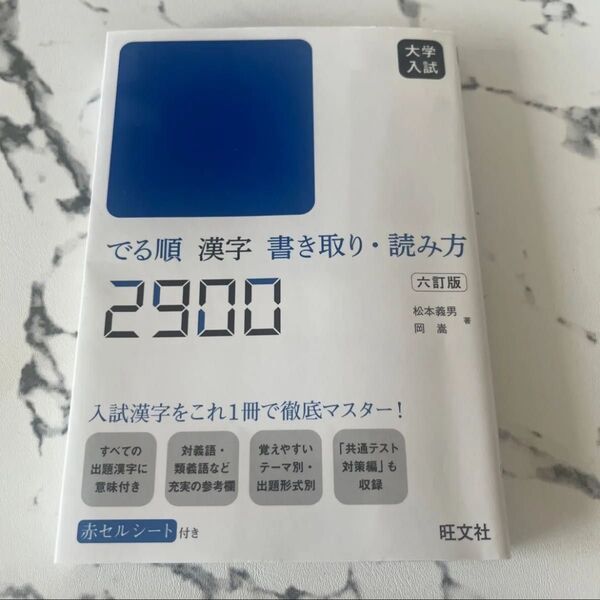 大学
入試
でる順 漢字 書き取り・読み方
2900
六訂版
松本義男
岡 嵩
著
入試漢字をこれ1冊で徹底マスター!
すべての
出題漢字に
意味付き
対義語・
類義語など
充実の参考欄
覚えやすい
テーマ別・
出題形式別
「共通テスト
対策編」も
収録
赤セルシート付き
旺文社